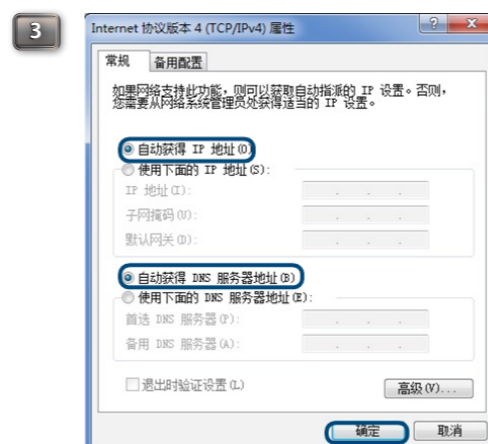 3
Internet 协议版本 4 (TCP/IPv4) 属性
常规 备用配置
如果网络支持此功能，则可以获取自动指派的 IP 设置。否则，
您需要从网络系统管理员处获得适当的 IP 设置。
自动获得 IP 地址(O)
使用下面的 IP 地址(S):
IP 地址(I):
子网掩码(U):
默认网关(D):
自动获得 DNS 服务器地址(B)
使用下面的 DNS 服务器地址(E):
首选 DNS 服务器(P):
备用 DNS 服务器(A):
退出时验证设置(L)
高级(V)...
确定 取消